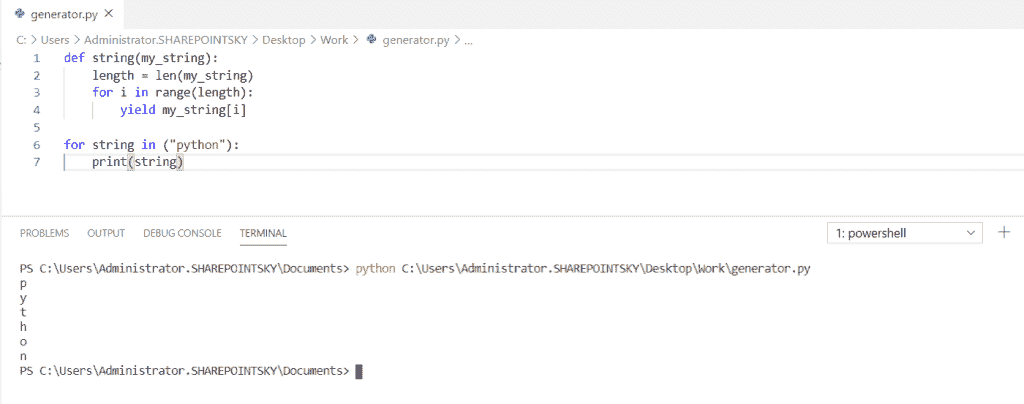 generator.py
C: > Users > Administrator.SHAREPOINTSKY > Desktop > Work > generator.py > ...
1 def string(my_string):
2     length = len(my_string)
3     for i in range(length):
4         yield my_string[i]
5
6 for string in ("python"):
7     print(string)
PROBLEMS OUTPUT DEBUG CONSOLE TERMINAL 1: powershell
PS C:\Users\Administrator.SHAREPOINTSKY\Documents> python C:\Users\Administrator.SHAREPOINTSKY\Desktop\Work\generator.py
p
y
t
h
o
n
PS C:\Users\Administrator.SHAREPOINTSKY\Documents>